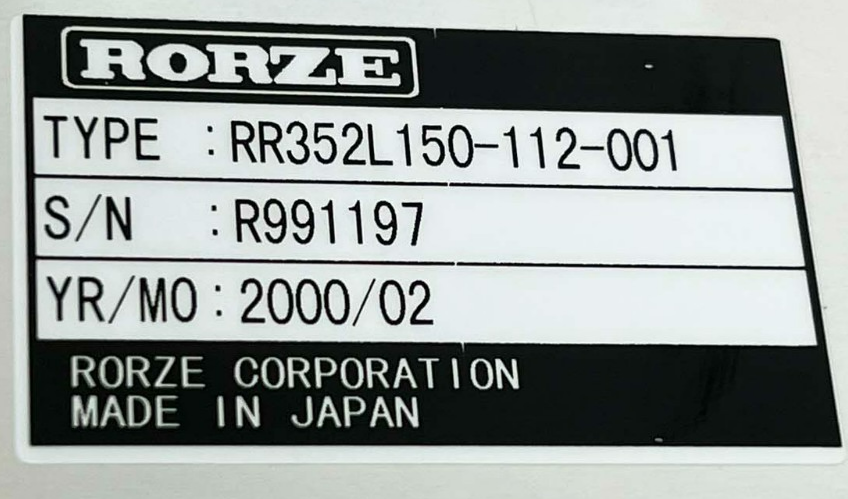 RORZE
TYPE :RR352L150-112-001
S/N :R991197
YR/MO:2000/02
RORZE CORPORATION
MADE IN JAPAN